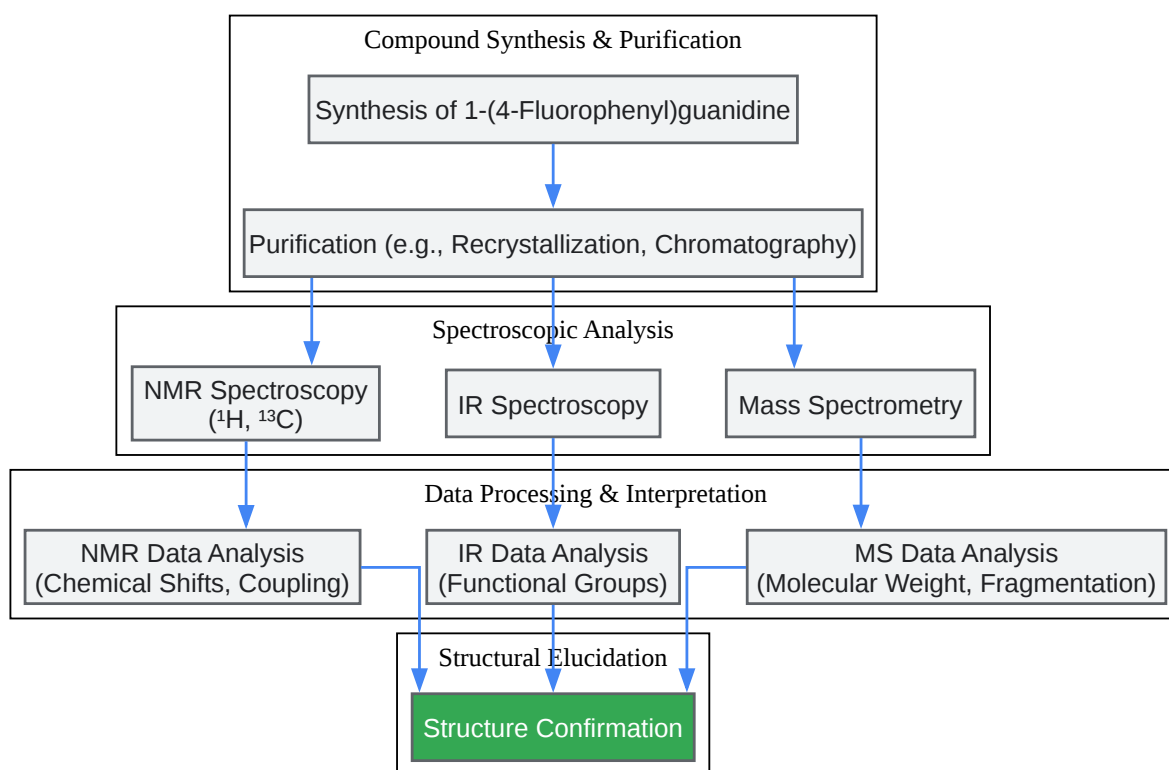 Compound Synthesis & Purification
Synthesis of 1-(4-Fluorophenyl)guanidine
Purification (e.g., Recrystallization, Chromatography)
Spectroscopic Analysis
NMR Spectroscopy
(¹H, ¹³C)
IR Spectroscopy
Mass Spectrometry
Data Processing & Interpretation
NMR Data Analysis
(Chemical Shifts, Coupling)
IR Data Analysis
(Functional Groups)
MS Data Analysis
(Molecular Weight, Fragmentation)
Structural Elucidation
Structure Confirmation